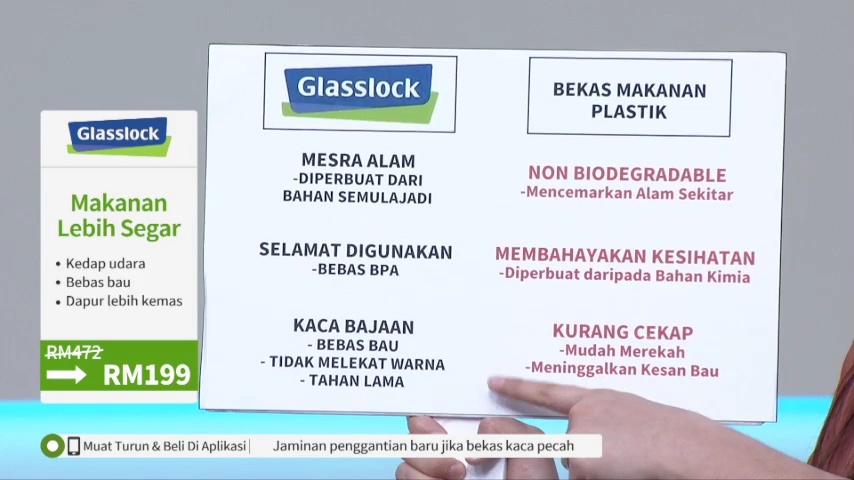 Glasslock
Makanan
Lebih Segar
• Kedap udara
• Bebas bau
• Dapur lebih kemas
RM472
RM199
Glasslock
MESRA ALAM
-DIPERBUAT DARI
BAHAN SEMULAJADI
SELAMAT DIGUNAKAN
-BEBAS BPA
KACA BAJAAN
- BEBAS BAU
- TIDAK MELEKAT WARNA
- TAHAN LAMA
BEKAS MAKANAN
PLASTIK
NON BIODEGRADABLE
-Mencemarkan Alam Sekitar
MEMBAHAYAKAN KESIHATAN
-Diperbuat daripada Bahan Kimia
KURANG CEKAP
-Mudah Merekah
-Meninggalkan Kesan Bau
Muat Turun & Beli Di Aplikasi
Jaminan penggantian baru jika bekas kaca pecah